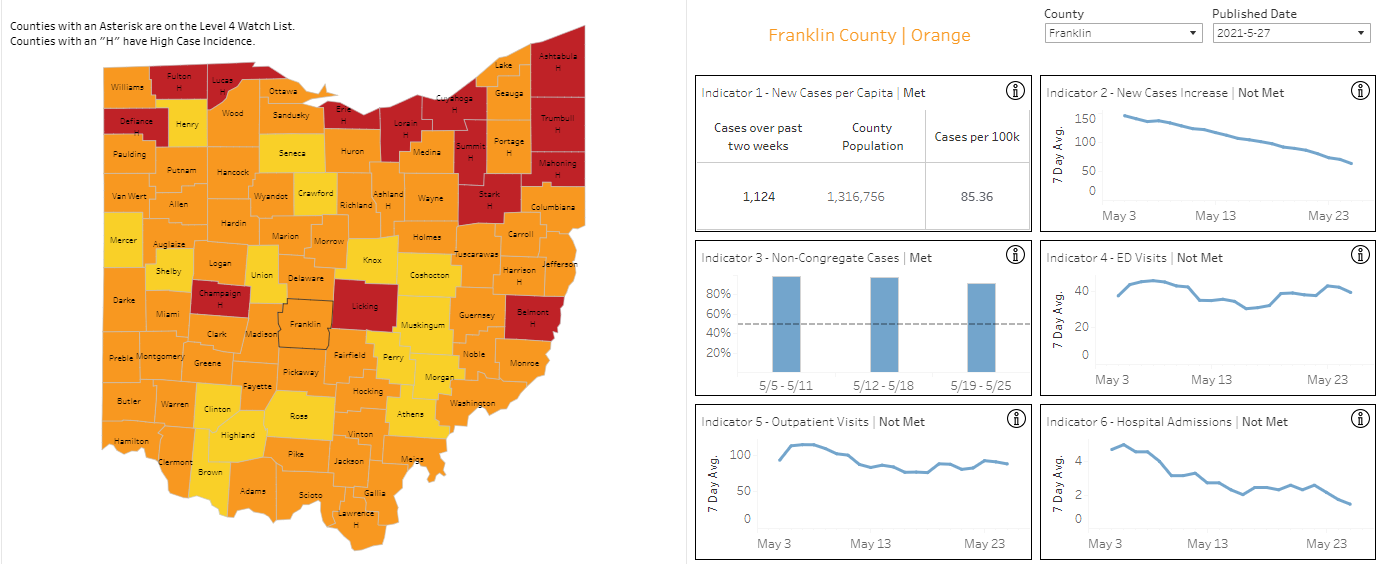 Counties with an Asterisk are on the Level 4 Watch List.
Counties with an "H" have High Case Incidence.
Williams
Fulton
H
Lucas
H
Ottawa
Lake
Ashtabula
H
Geauga
Cuyahoga
H
Defiance
H
Henry
Wood
Sandusky
Erie
H
Lorain
H
Trumbull
H
Paulding
Seneca
Huron
Medina
Summit
H
Portage
H
Mahoning
H
Putnam
Hancock
Van Wert
Allen
Wyandot
Crawford
Richland
Ashland
H
Wayne
Stark
H
Columbiana
Hardin
Mercer
Auglaize
Marion
Morrow
Holmes
Carroll
Tuscarawas
Logan
Shelby
Union
Delaware
Knox
Coshocton
Harrison
H
Jefferson
Darke
Champaign
H
Licking
Miami
Clark
Madison
Franklin
Muskingum
Guernsey
Belmont
H
Preble
Montgomery
Greene
Fairfield
Perry
Noble
Monroe
Pickaway
Morgan
Fayette
Hocking
Butler
Warren
Clinton
Ross
Athens
Washington
Hamilton
Highland
Vinton
Clermont
Pike
Jackson
Meigs
Brown
Adams
Scioto
Gallia
Lawrence
H
Franklin County | Orange
County
Franklin
Published Date
2021-5-27
Indicator 1 - New Cases per Capita | Met
Cases over past two weeks
County Population
Cases per 100k
1,124
1,316,756
85.36
Indicator 2 - New Cases Increase | Not Met
7 Day Avg.
150
100
50
0
May 3
May 13
May 23
Indicator 3 - Non-Congregate Cases | Met
80%
60%
40%
20%
5/5 - 5/11
5/12 - 5/18
5/19 - 5/25
Indicator 4 - ED Visits | Not Met
7 Day Avg.
40
20
0
May 3
May 13
May 23
Indicator 5 - Outpatient Visits | Not Met
7 Day Avg.
100
50
0
May 3
May 13
May 23
Indicator 6 - Hospital Admissions | Not Met
7 Day Avg.
4
2
0
May 3
May 13
May 23